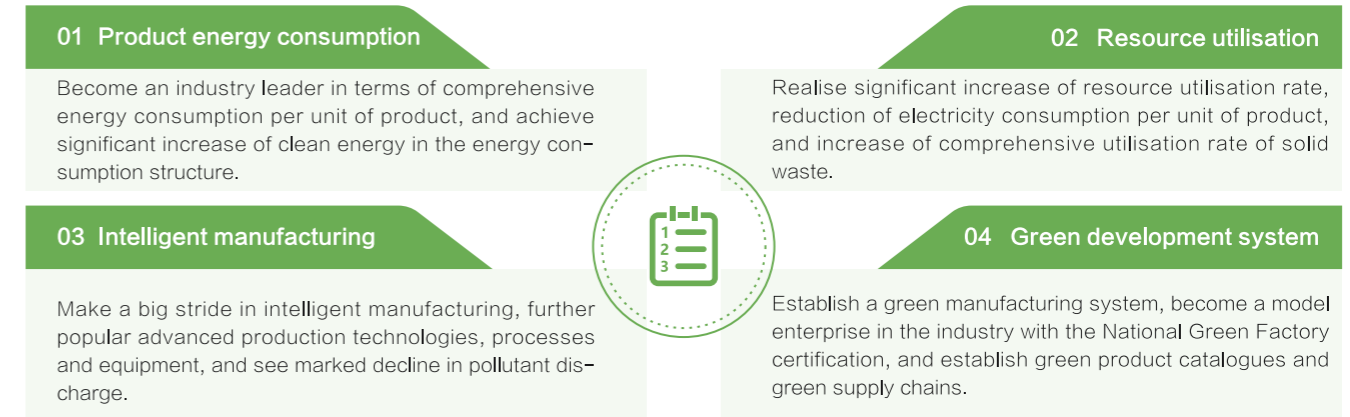 01 Product energy consumption
Become an industry leader in terms of comprehensive
energy consumption per unit of product, and achieve
significant increase of clean energy in the energy con-
sumption structure.
02 Resource utilisation
Realise significant increase of resource utilisation rate,
reduction of electricity consumption per unit of product,
and increase of comprehensive utilisation rate of solid
waste.
03 Intelligent manufacturing
Make a big stride in intelligent manufacturing, further
popular advanced production technologies, processes
and equipment, and see marked decline in pollutant dis-
charge.
1
2
3
04 Green development system
Establish a green manufacturing system, become a model
enterprise in the industry with the National Green Factory
certification, and establish green product catalogues and
green supply chains.